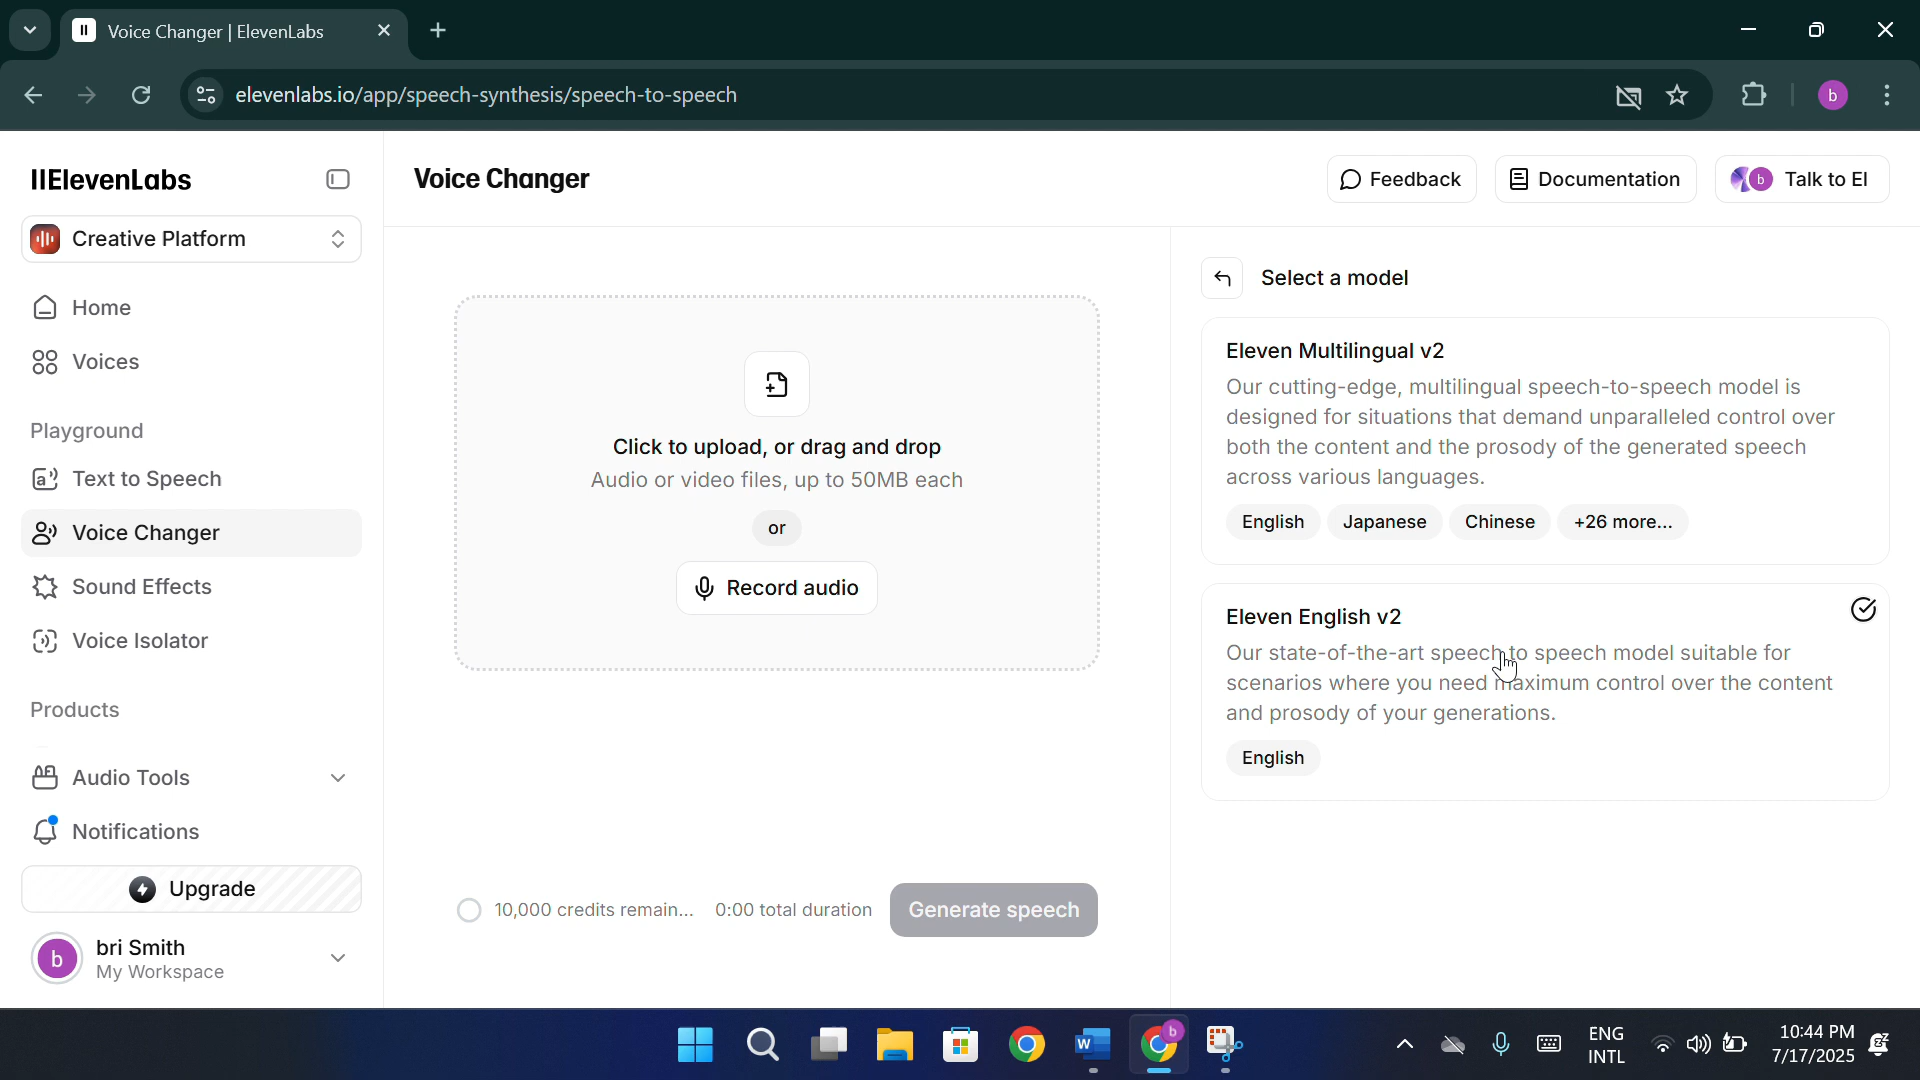 Voice Changer | ElevenLabs
elevenlabs.io/app/speech-synthesis/speech-to-speech
b
IIElevenLabs
Creative Platform
Home
Voices
Playground
Text to Speech
Voice Changer
Sound Effects
Voice Isolator
Products
Audio Tools
Notifications
Upgrade
b
bri Smith
My Workspace
Voice Changer
Feedback
Documentation
b
Talk to El
Click to upload, or drag and drop
Audio or video files, up to 50MB each
or
Record audio
10,000 credits remain...
0:00 total duration
Generate speech
Select a model
Eleven Multilingual v2
Our cutting-edge, multilingual speech-to-speech model is
designed for situations that demand unparalleled control over
both the content and the prosody of the generated speech
across various languages.
English
Japanese
Chinese
+26 more...
Eleven English v2
Our state-of-the-art speech to speech model suitable for
scenarios where you need maximum control over the content
and prosody of your generations.
English
W
b
ENG
INTL
10:44 PM
7/17/2025